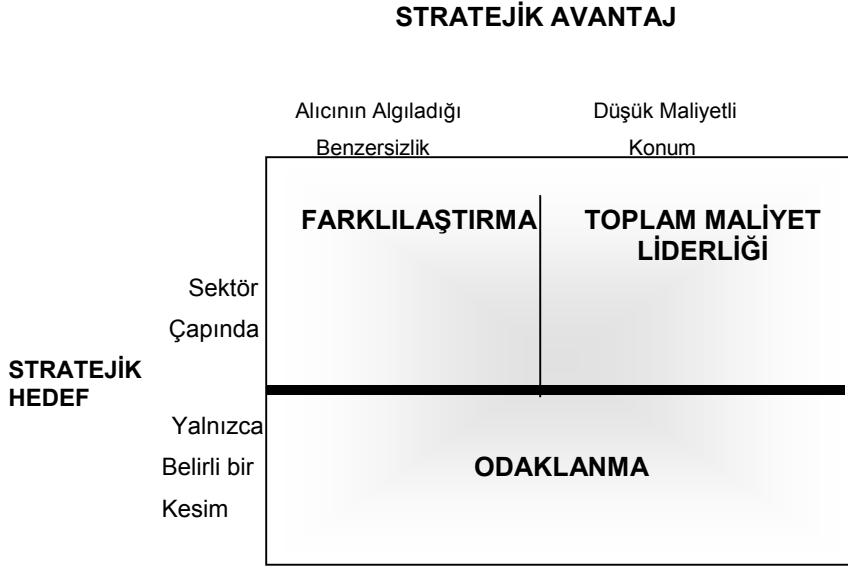 STRATEJİK AVANTAJ
Alıcının Algıladığı
Benzersizlik
Düşük Maliyetli
Konum
FARKLILAŞTIRMA
TOPLAM MALİYET
LİDERLİĞİ
Sektör
Çapında
STRATEJİK
HEDEF
Yalnızca
Belirli bir
Kesim
ODAKLANMA